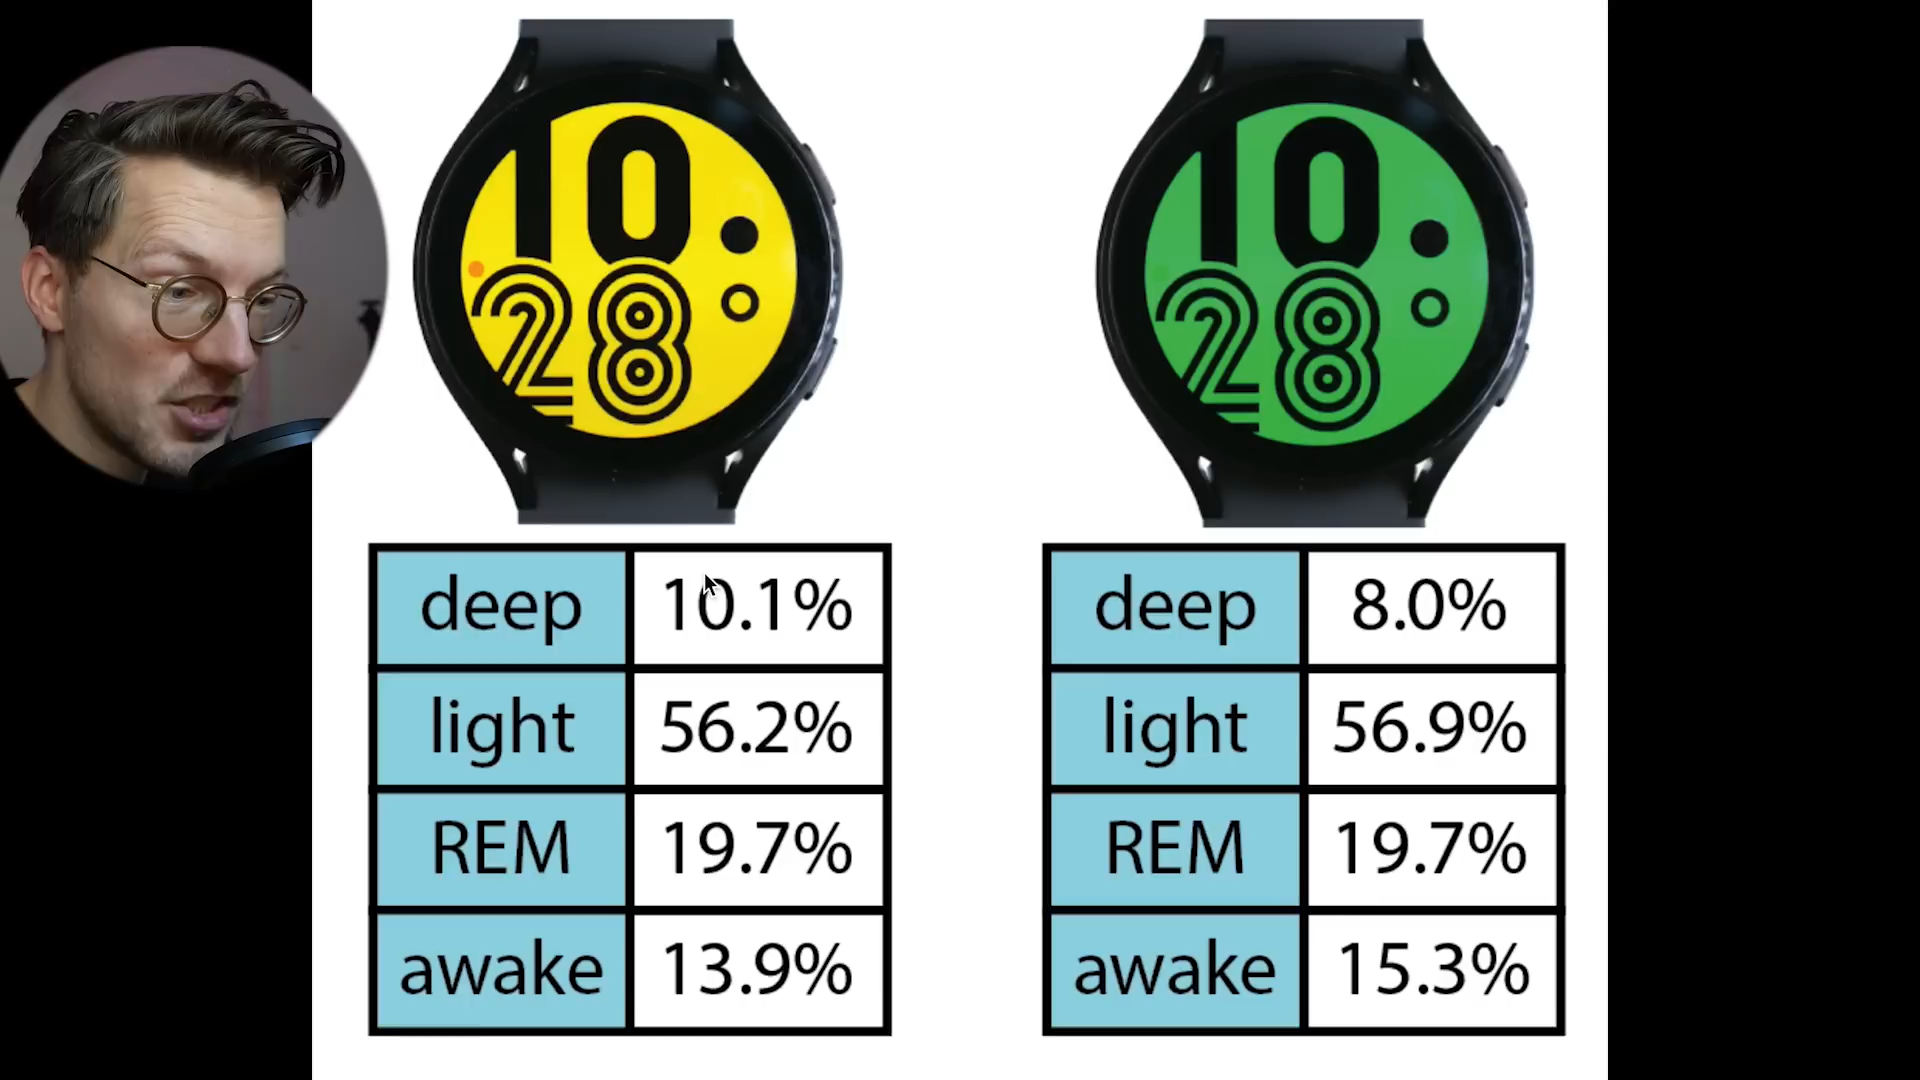 10
28
10
28
deep 10.1%
light 56.2%
REM 19.7%
awake 13.9%
deep 8.0%
light 56.9%
REM 19.7%
awake 15.3%